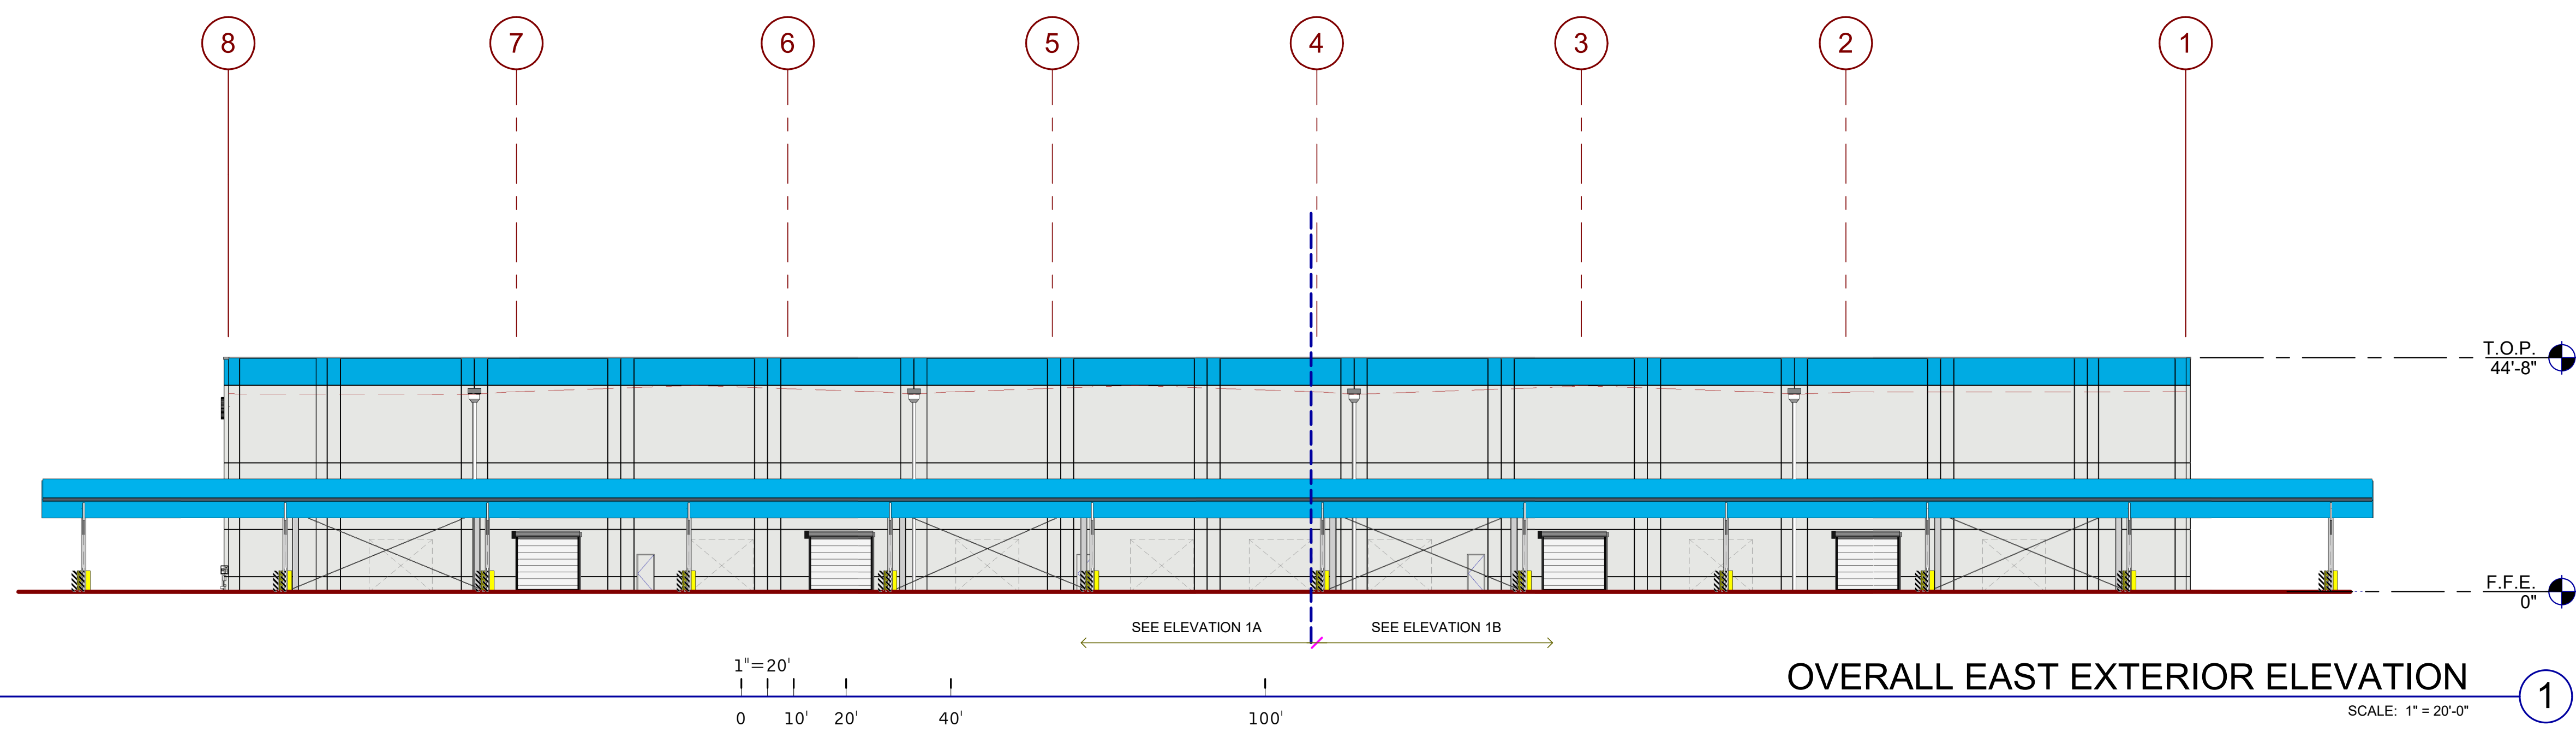 8 7 6 5 4 3 2 1
T.O.P.
44'-8"
F.F.E.
0"
SEE ELEVATION 1A SEE ELEVATION 1B
1"=20'
0 10' 20' 40' 100'
OVERALL EAST EXTERIOR ELEVATION
1
SCALE: 1" = 20'-0"